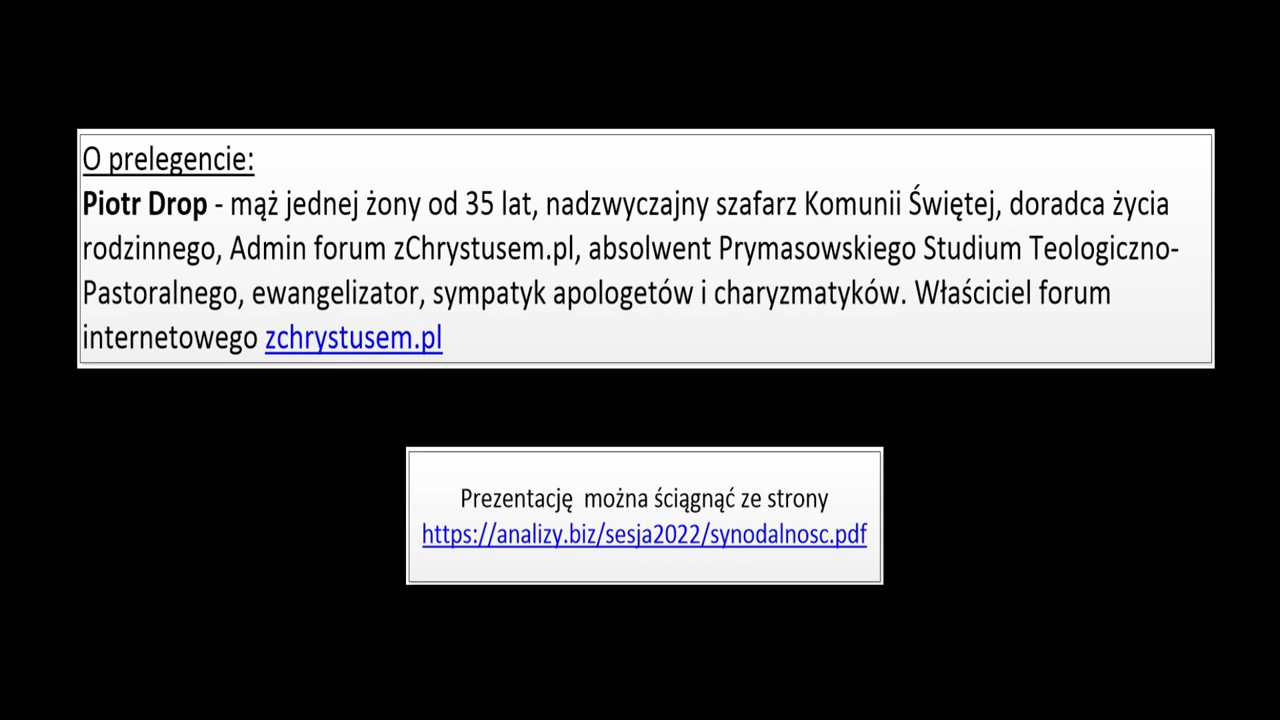 O prelegencie:
Piotr Drop - mąż jednej żony od 35 lat, nadzwyczajny szafarz Komunii Świętej, doradca życia
rodzinnego, Admin forum zChrystusem.pl, absolwent Prymasowskiego Studium Teologiczno-
Pastoralnego, ewangelizator, sympatyk apologetów i charyzmatyków. Właściciel forum
internetowego zchrystusem.pl
Prezentację  można ściągnąć ze strony
https://analizy.biz/sesja2022/synodalnosc.pdf